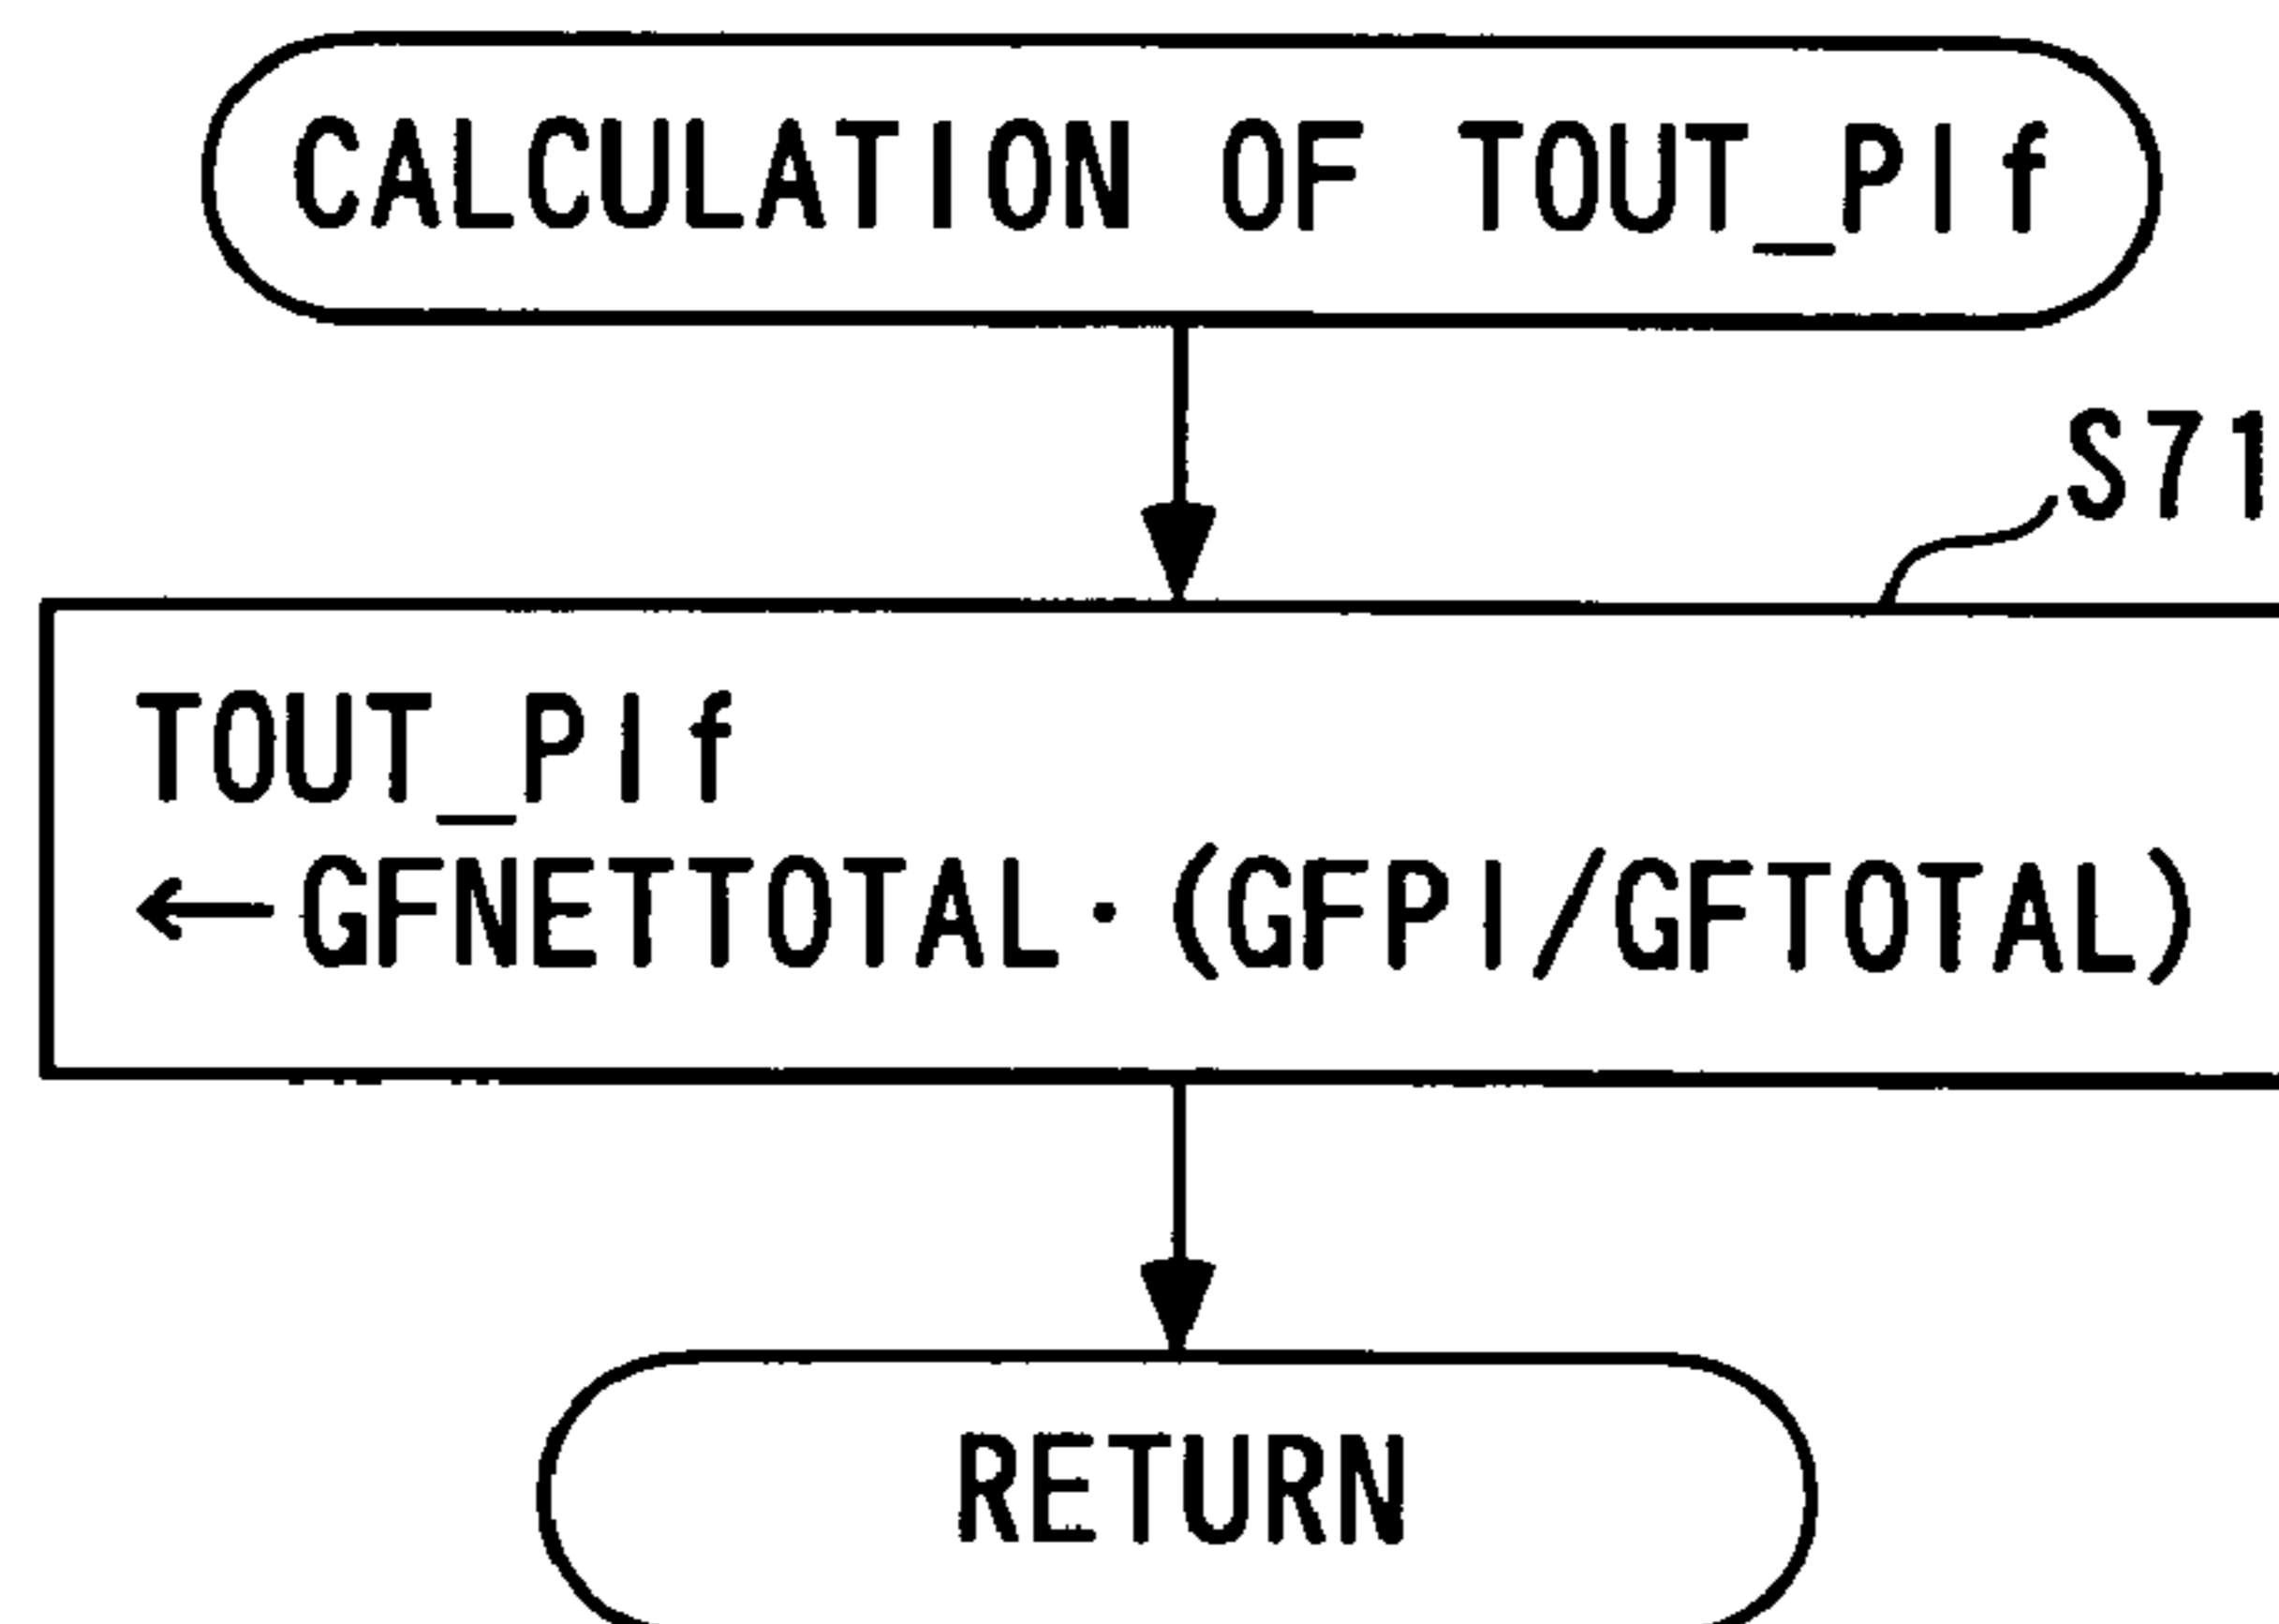 CALCULATION OF TOUT_PIf
S71
TOUT_PIf
←GFNETTOTAL·(GFPI/GFTOTAL)
RETURN